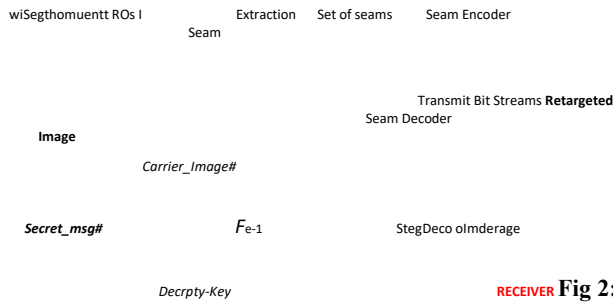 wiSegthomuentt ROs I Extraction Set of seams Seam Encoder
Seam
Transmit Bit Streams Retargeted
Seam Decoder
Image
Carrier_Image#
Secret_msg# Fe-1 StegDeco oImderage
Decrpty-Key RECEIVER Fig 2: